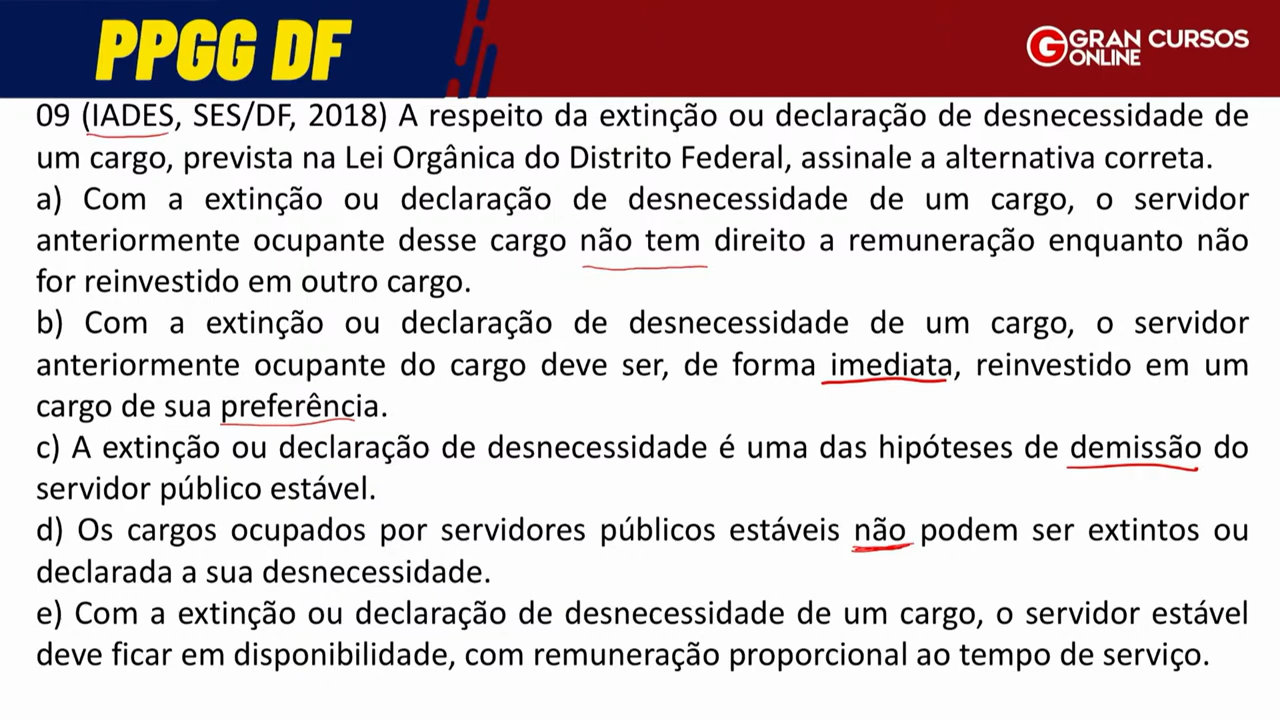 PPGG DF
GRAN CURSOS
ONLINE
09 (IADES, SES/DF, 2018) A respeito da extinção ou declaração de desnecessidade de
um cargo, prevista na Lei Orgânica do Distrito Federal, assinale a alternativa correta.
a) Com a extinção ou declaração de desnecessidade de um cargo, o servidor
anteriormente ocupante desse cargo não tem direito a remuneração enquanto não
for reinvestido em outro cargo.
b) Com a extinção ou declaração de desnecessidade de um cargo, o servidor
anteriormente ocupante do cargo deve ser, de forma imediata, reinvestido em um
cargo de sua preferência.
c) A extinção ou declaração de desnecessidade é uma das hipóteses de demissão do
servidor público estável.
d) Os cargos ocupados por servidores públicos estáveis não podem ser extintos ou
declarada a sua desnecessidade.
e) Com a extinção ou declaração de desnecessidade de um cargo, o servidor estável
deve ficar em disponibilidade, com remuneração proporcional ao tempo de serviço.